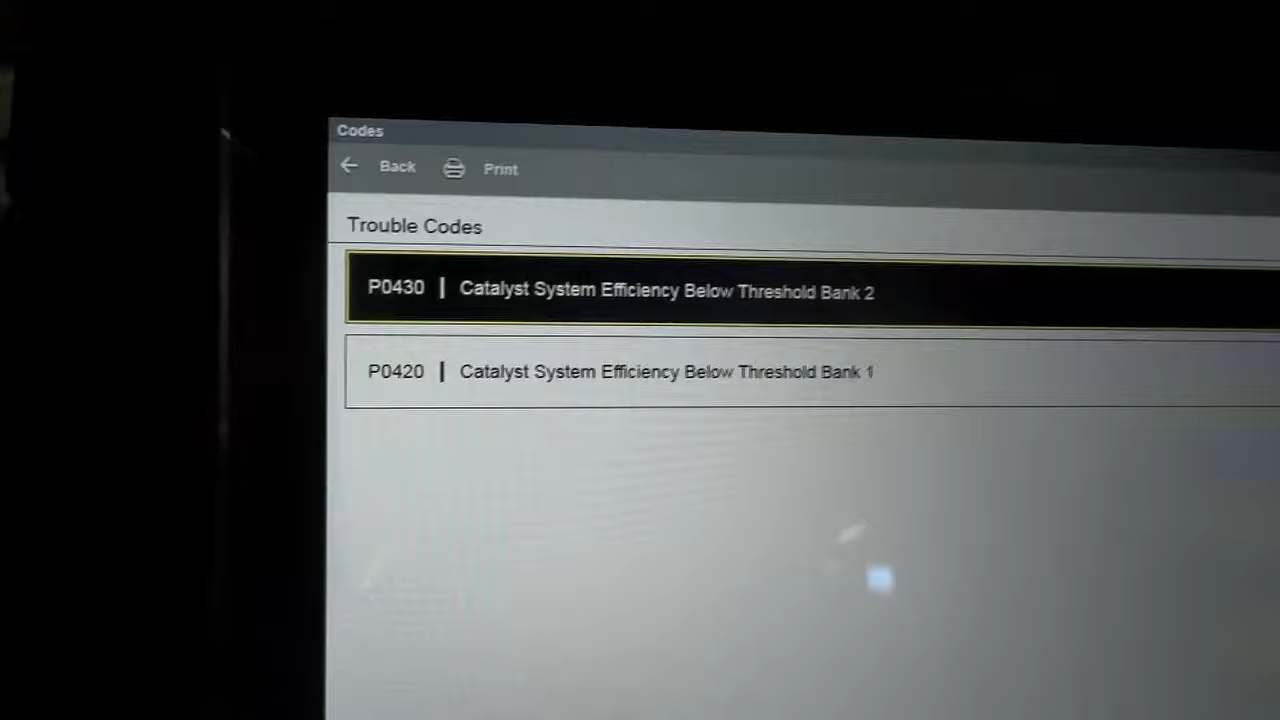 Codes
Back Print
Trouble Codes
P0430 | Catalyst System Efficiency Below Threshold Bank 2
P0420 | Catalyst System Efficiency Below Threshold Bank 1